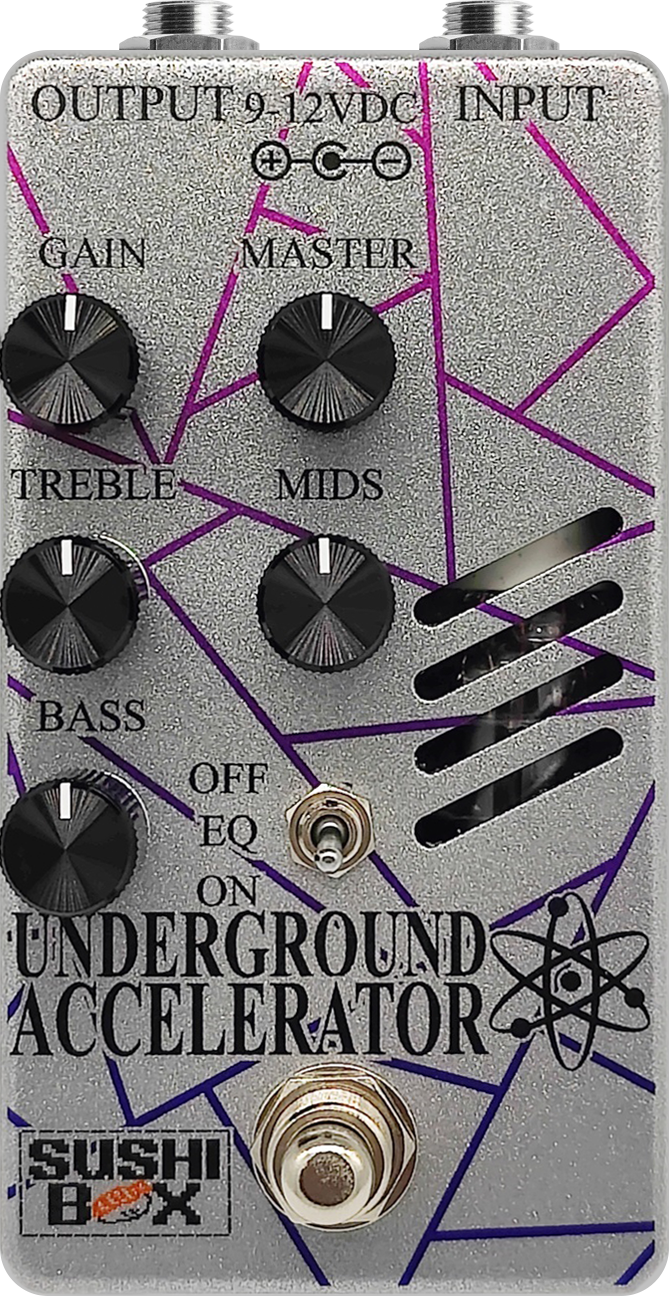 OUTPUT 9-12VDC INPUT
+ −
GAIN MASTER
TREBLE MIDS
BASS
OFF
EQ
ON
UNDERGROUND
ACCELERATOR
SUSHI
BOX